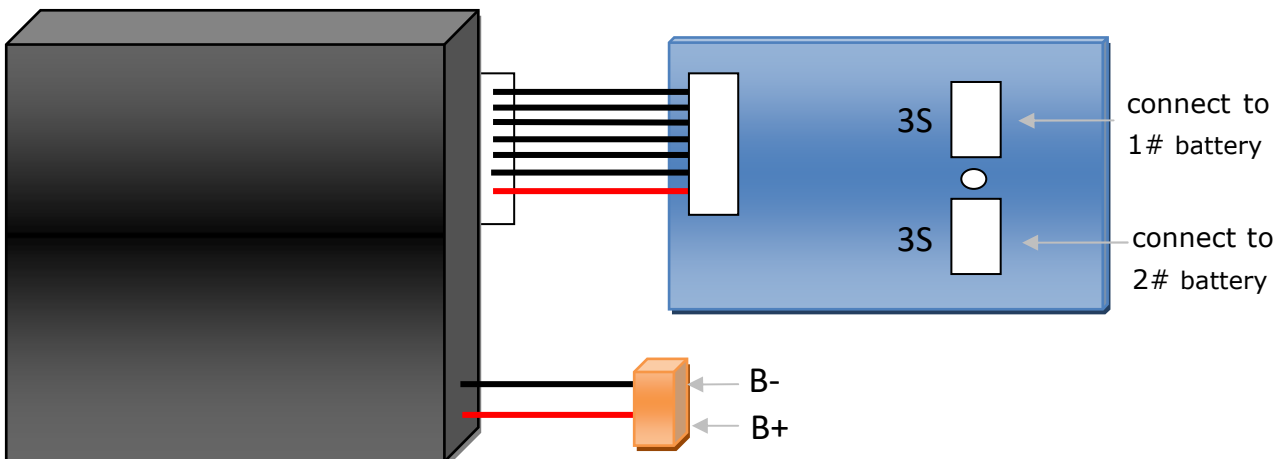 3S
connect to
1# battery
3S
connect to
2# battery
B-
B+